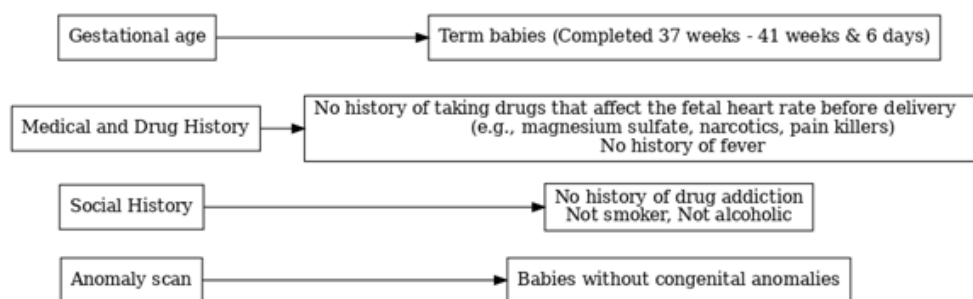 Gestational age
Term babies (Completed 37 weeks - 41 weeks & 6 days)
Medical and Drug History
No history of taking drugs that affect the fetal heart rate before delivery
(e.g., magnesium sulfate, narcotics, pain killers)
No history of fever
Social History
No history of drug addiction
Not smoker, Not alcoholic
Anomaly scan
Babies without congenital anomalies